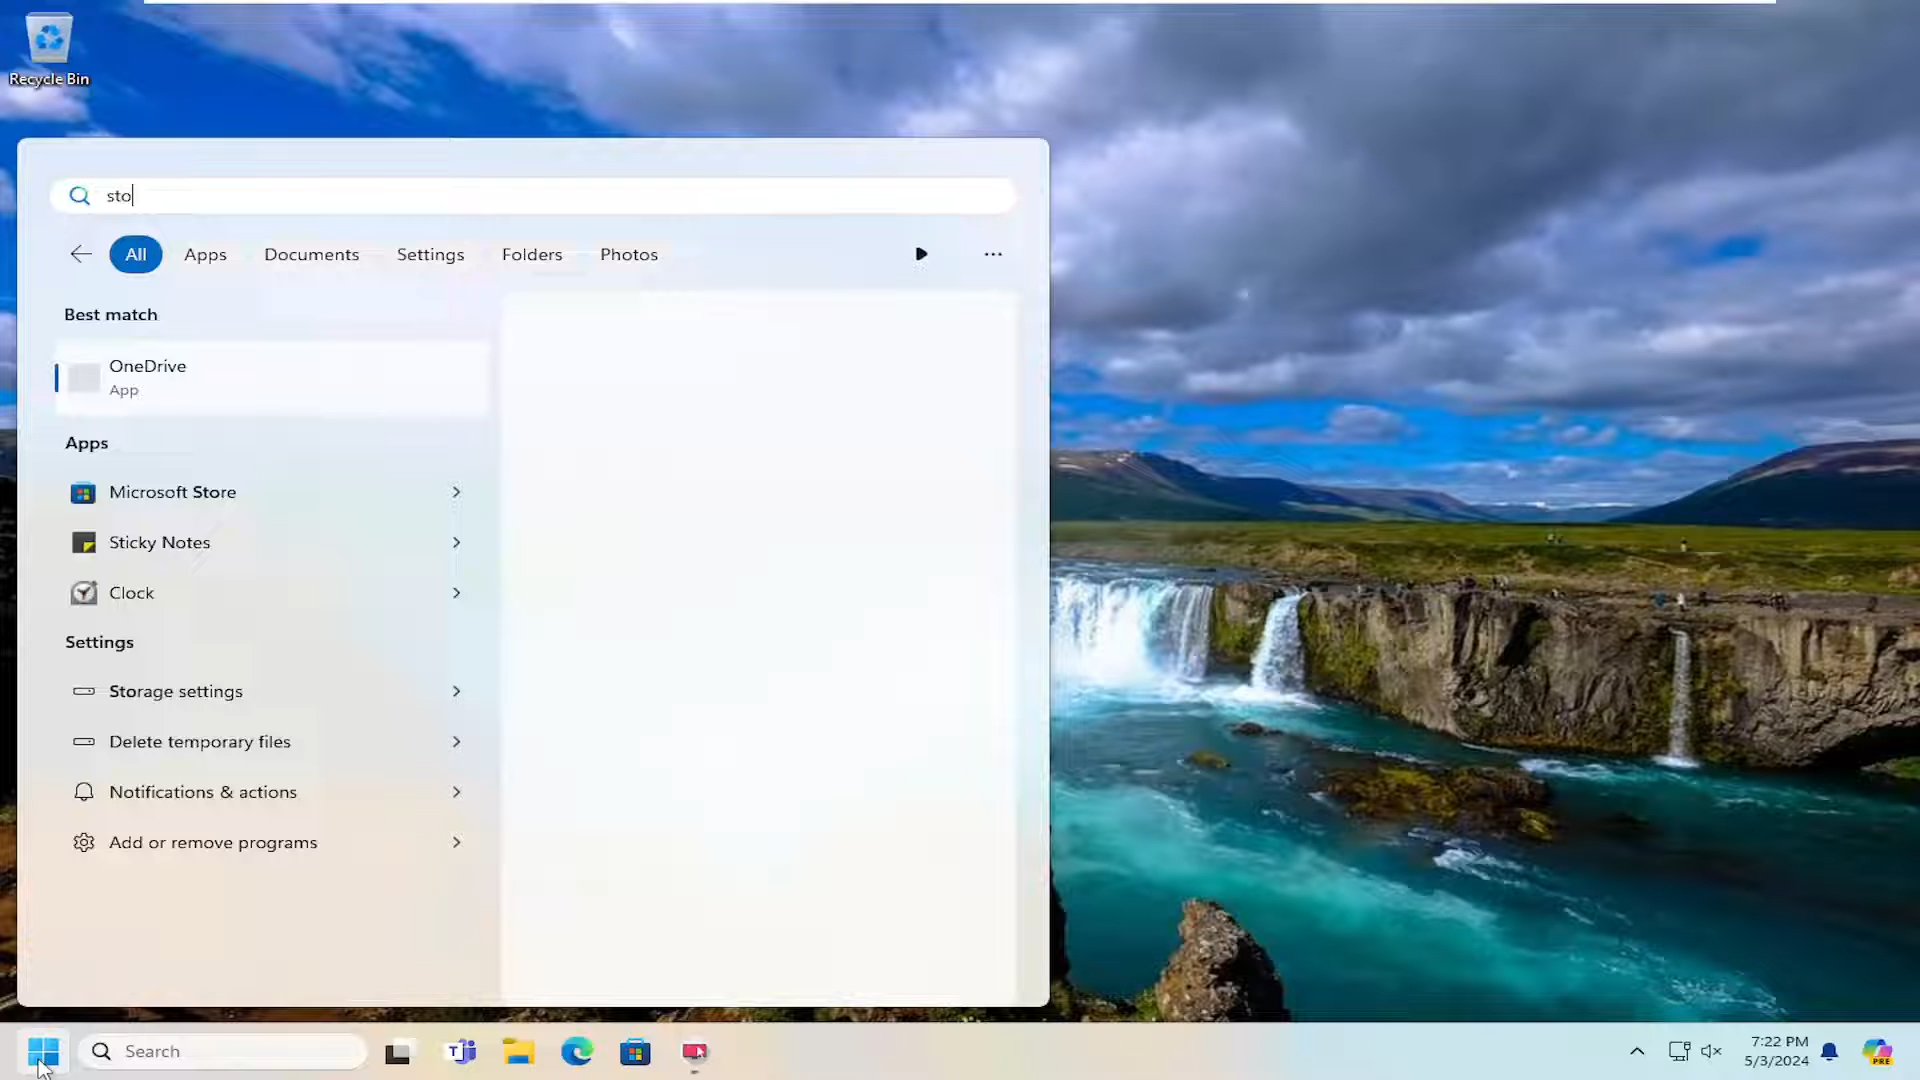 Recycle Bin
sto
All
Apps
Documents
Settings
Folders
Photos
Best match
OneDrive
App
Apps
Microsoft Store
Sticky Notes
Clock
Settings
Storage settings
Delete temporary files
Notifications & actions
Add or remove programs
Search
T
7:22 PM
5/3/2024
PRE